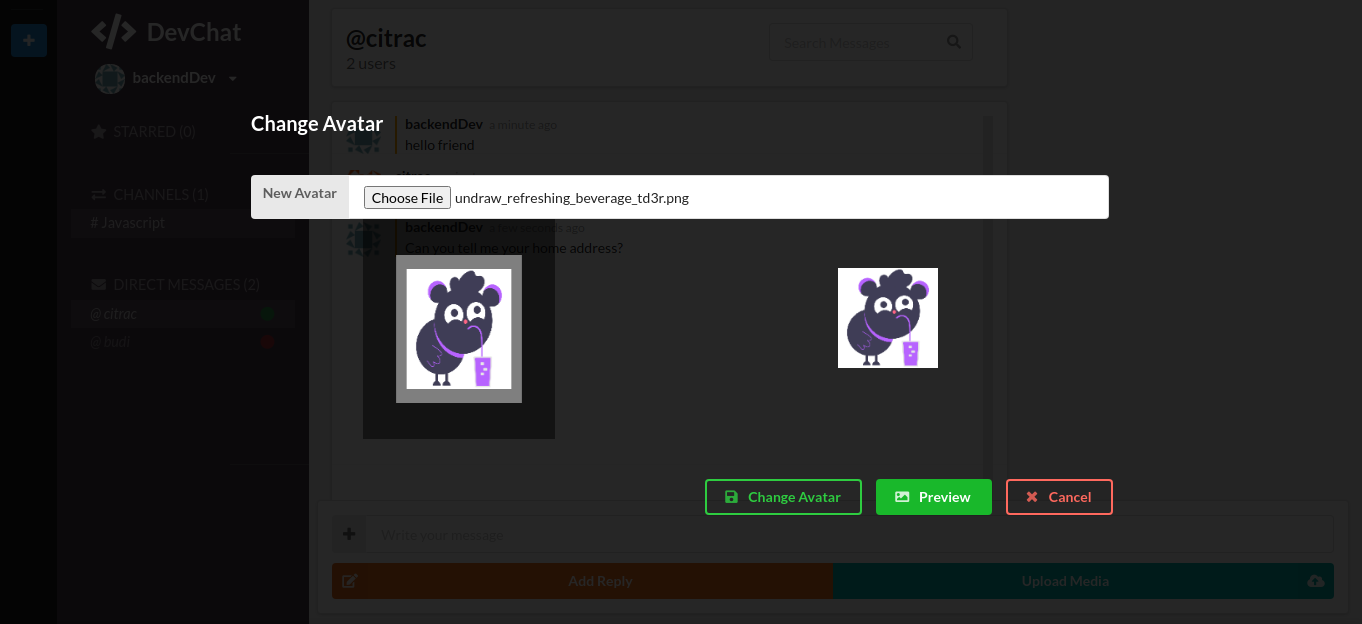 DevChat
backendDev
STARRED (0)
CHANNELS (1)
# Javascript
DIRECT MESSAGES (2)
@ citrac
@ budi
@citrac
2 users
Search Messages
Change Avatar
backendDev a minute ago
hello friend
New Avatar
Choose File undraw_refreshing_beverage_td3r.png
backendDev a few seconds ago
Can you tell me your home address?
Change Avatar
Preview
Cancel
Write your message
Add Reply
Upload Media